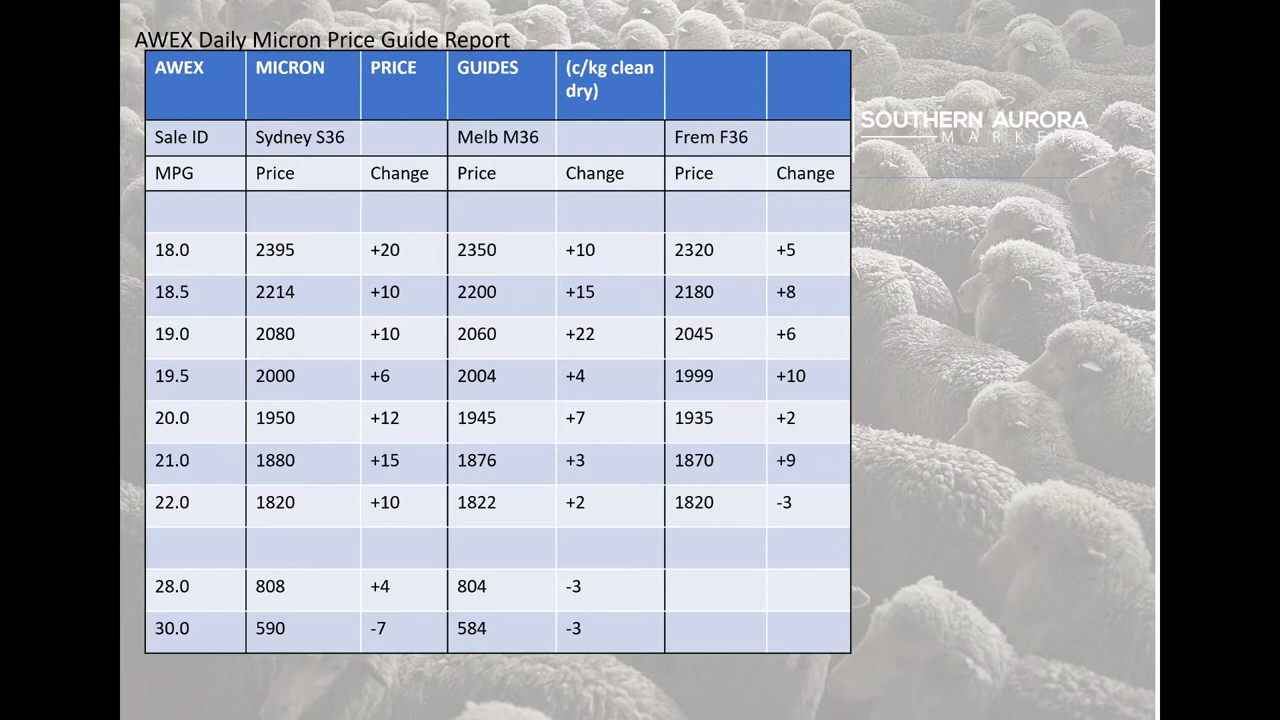 AWEX Daily Micron Price Guide Report
AWEX MICRON PRICE GUIDES (c/kg clean dry)
SOUTHERN AURORA
MARKE
Sale ID Sydney S36 Melb M36 Frem F36
MPG Price Change Price Change Price Change
18.0 2395 +20 2350 +10 2320 +5
18.5 2214 +10 2200 +15 2180 +8
19.0 2080 +10 2060 +22 2045 +6
19.5 2000 +6 2004 +4 1999 +10
20.0 1950 +12 1945 +7 1935 +2
21.0 1880 +15 1876 +3 1870 +9
22.0 1820 +10 1822 +2 1820 -3
28.0 808 +4 804 -3
30.0 590 -7 584 -3